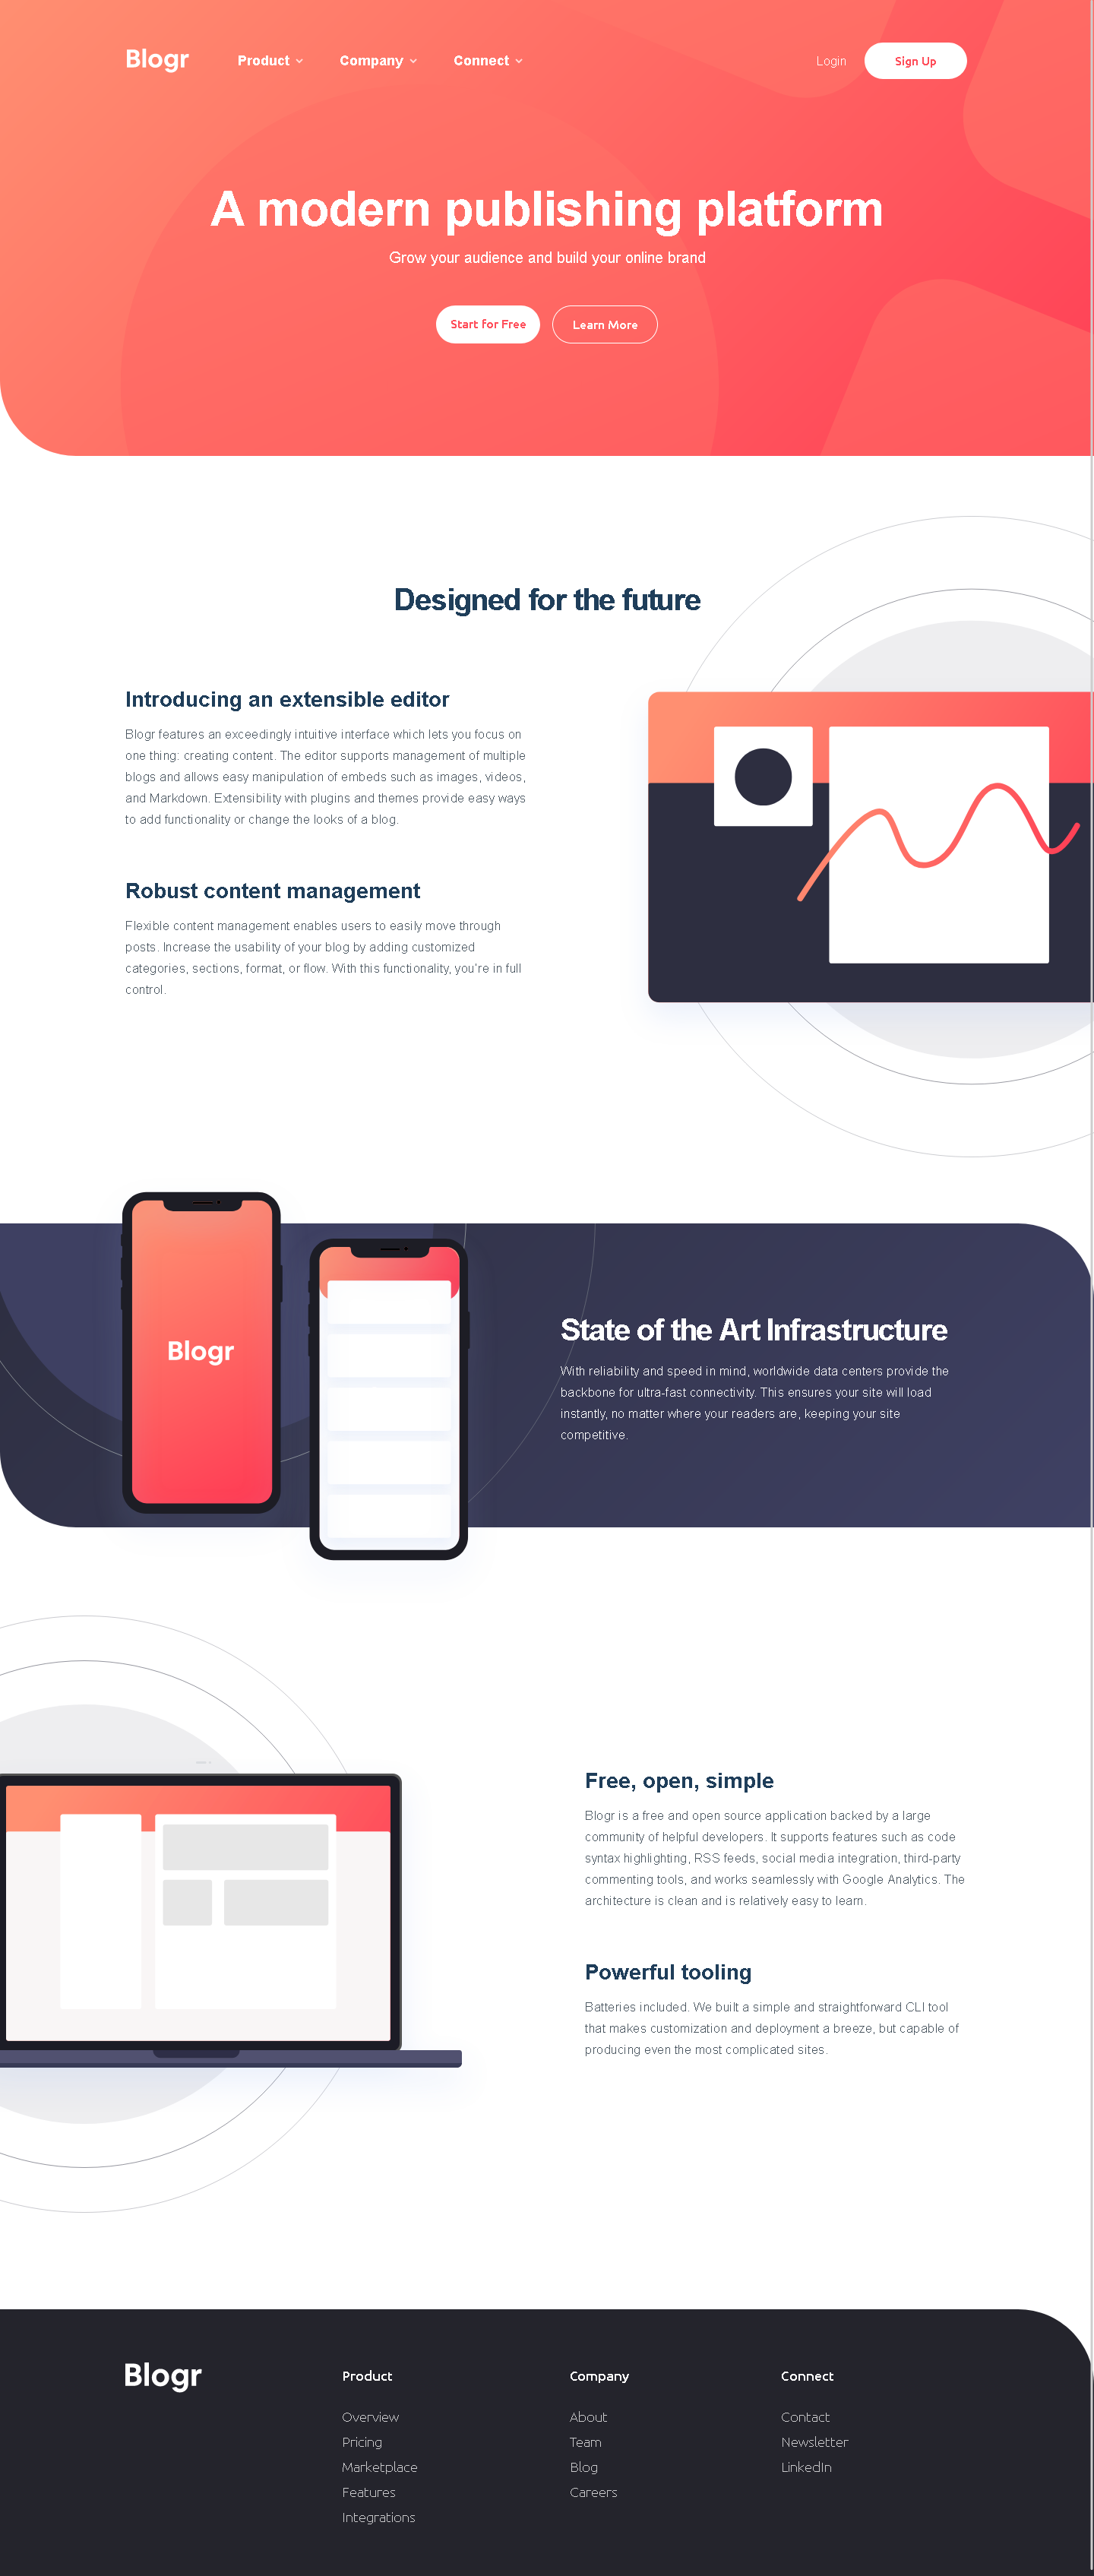 Blogr
Product
Company
Connect
Login
Sign Up
A modern publishing platform
Grow your audience and build your online brand
Start for Free
Learn More
Designed for the future
Introducing an extensible editor
Blogr features an exceedingly intuitive interface which lets you focus on
one thing: creating content. The editor supports management of multiple
blogs and allows easy manipulation of embeds such as images, videos,
and Markdown. Extensibility with plugins and themes provide easy ways
to add functionality or change the looks of a blog.
Robust content management
Flexible content management enables users to easily move through
posts. Increase the usability of your blog by adding customized
categories, sections, format, or flow. With this functionality, you're in full
control.
Blogr
State of the Art Infrastructure
With reliability and speed in mind, worldwide data centers provide the
backbone for ultra-fast connectivity. This ensures your site will load
instantly, no matter where your readers are, keeping your site
competitive.
Free, open, simple
Blogr is a free and open source application backed by a large
community of helpful developers. It supports features such as code
syntax highlighting, RSS feeds, social media integration, third-party
commenting tools, and works seamlessly with Google Analytics. The
architecture is clean and is relatively easy to learn.
Powerful tooling
Batteries included. We built a simple and straightforward CLI tool
that makes customization and deployment a breeze, but capable of
producing even the most complicated sites.
Blogr
Product
Overview
Pricing
Marketplace
Features
Integrations
Company
About
Team
Blog
Careers
Connect
Contact
Newsletter
LinkedIn